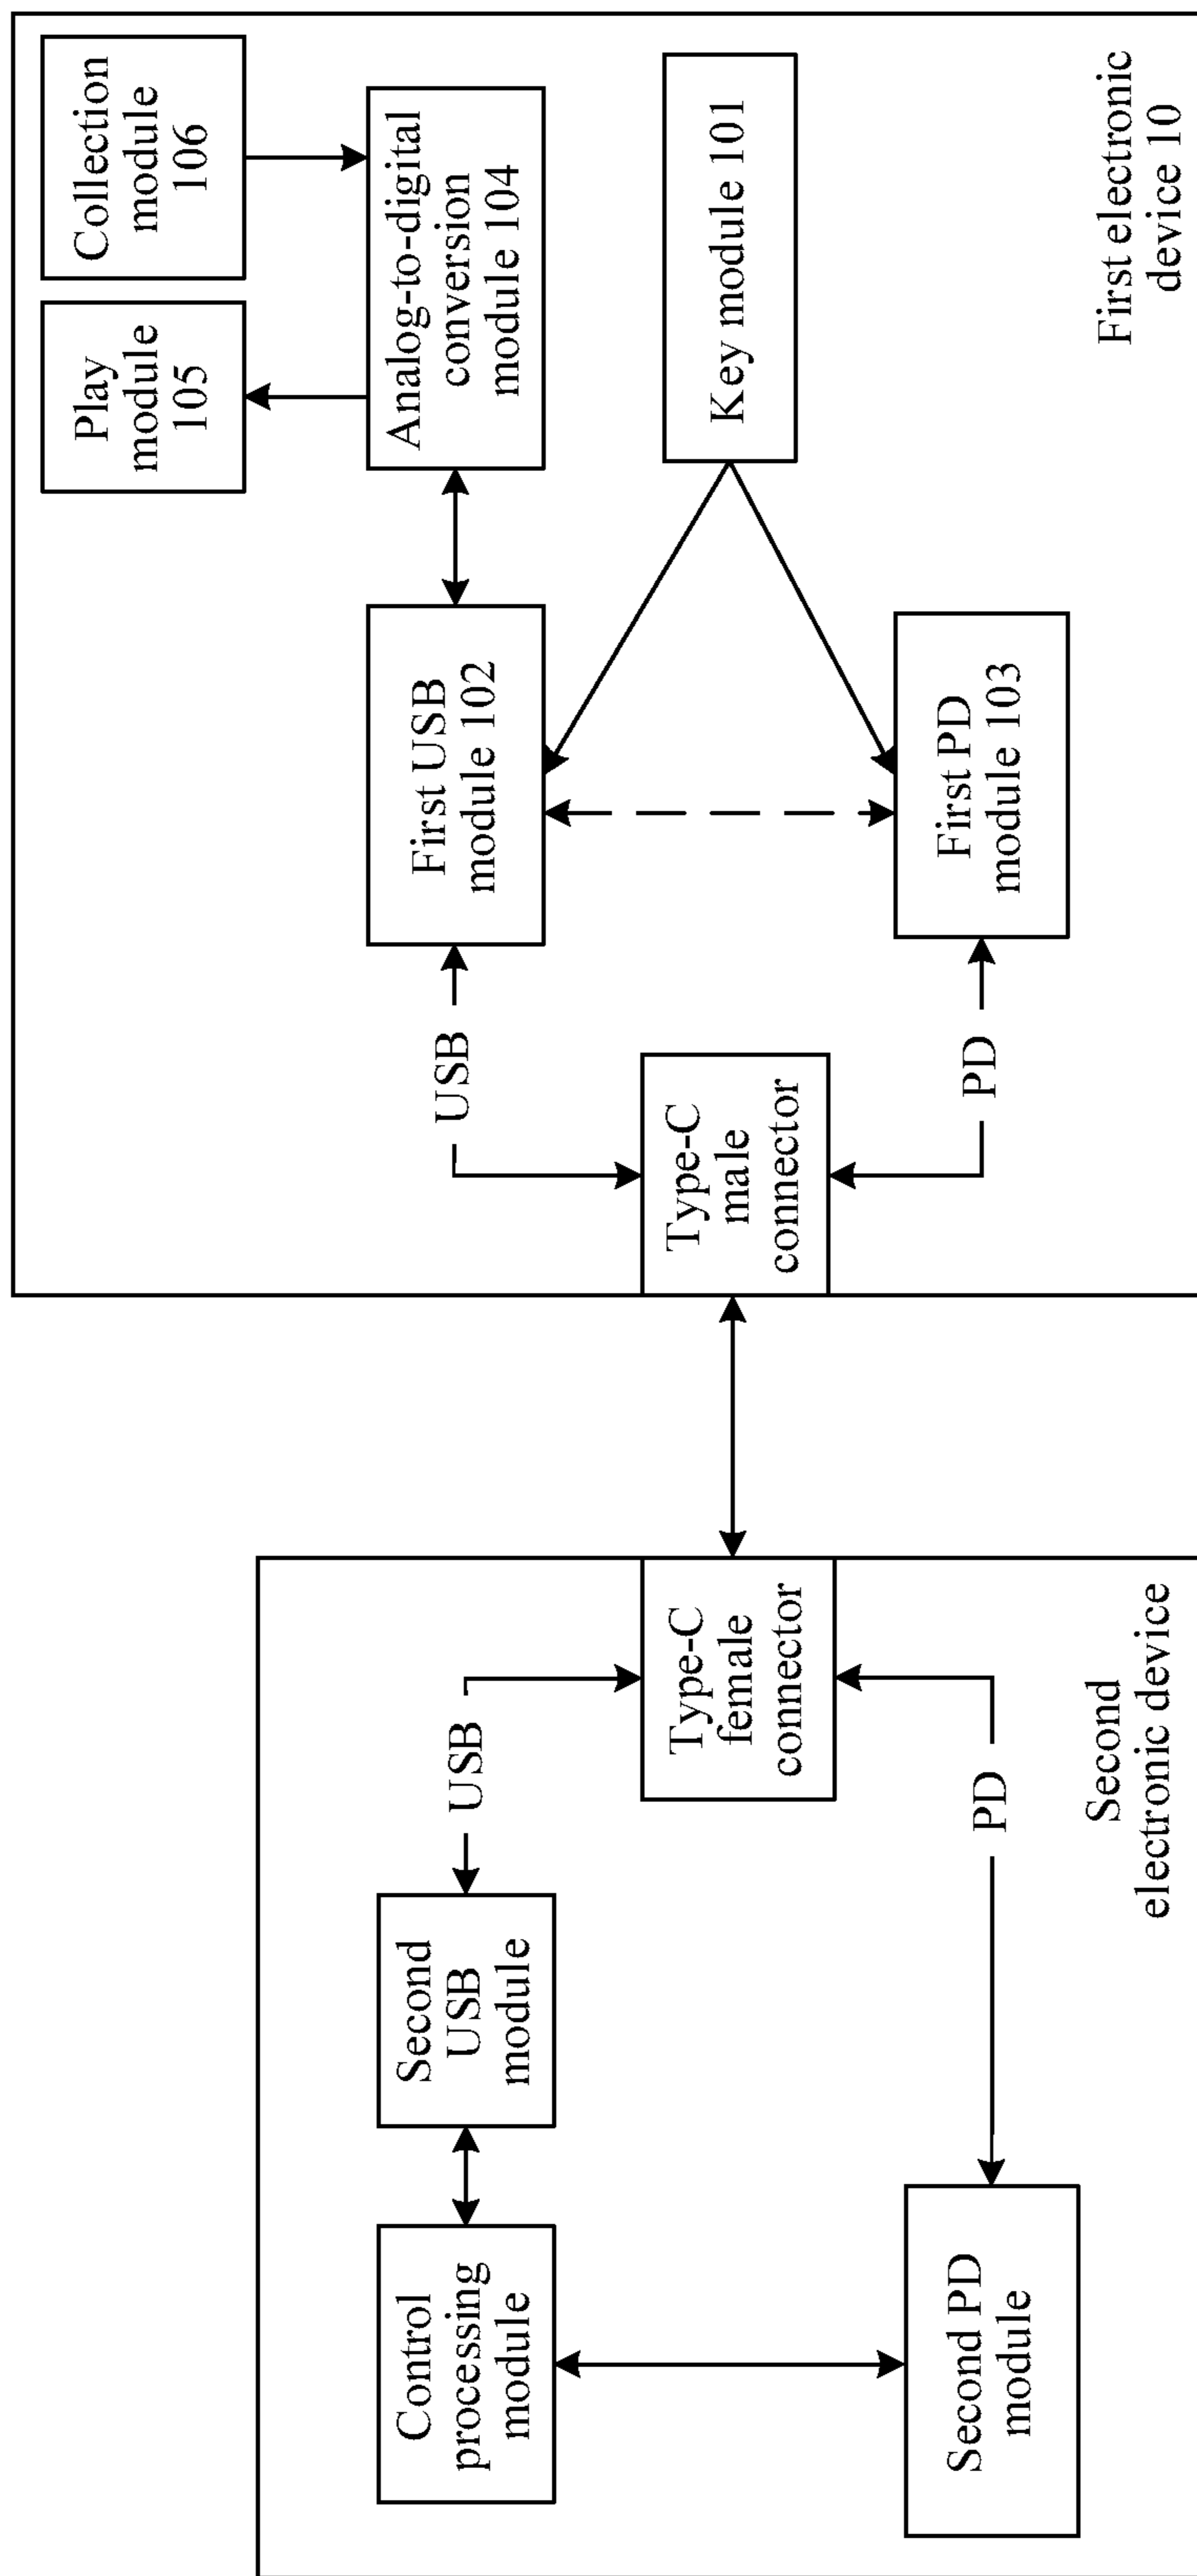 Control
processing
module
Second
USB
module
USB
Type-C
female
connector
PD
Second PD
module
Second
electronic device
USB
Type-C
male
connector
PD
First USB
module 102
First PD
module 103
Play
module
105
Collection
module
106
Analog-to-digital
conversion
module 104
Key module 101
First electronic
device 10